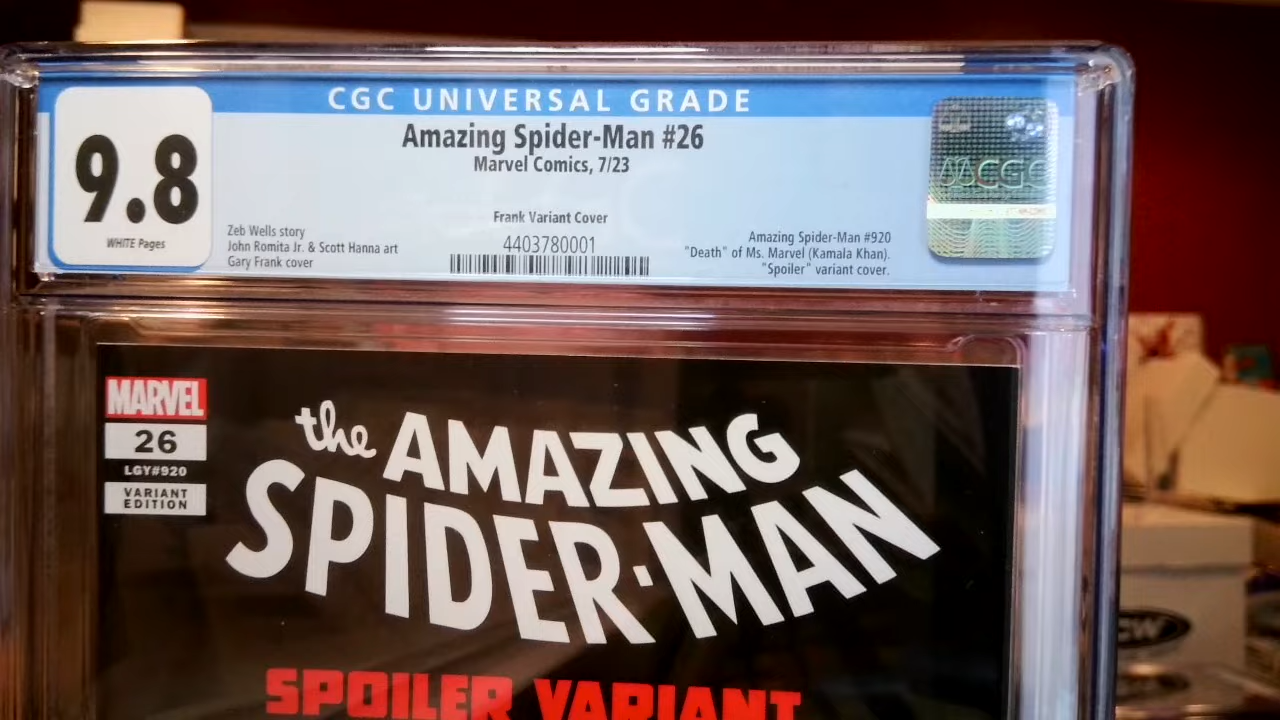 CGC UNIVERSAL GRADE
9.8
WHITE Pages
Amazing Spider-Man #26
Marvel Comics, 7/23
Frank Variant Cover
Zeb Wells story
John Romita Jr. & Scott Hanna art
Gary Frank cover
4403780001
Amazing Spider-Man #920
"Death" of Ms. Marvel (Kamala Khan).
"Spoiler" variant cover.
CGC
MARVEL
26
LGY#920
VARIANT
EDITION
the AMAZING
SPIDER-MAN
SPOILER VARIANT
CW